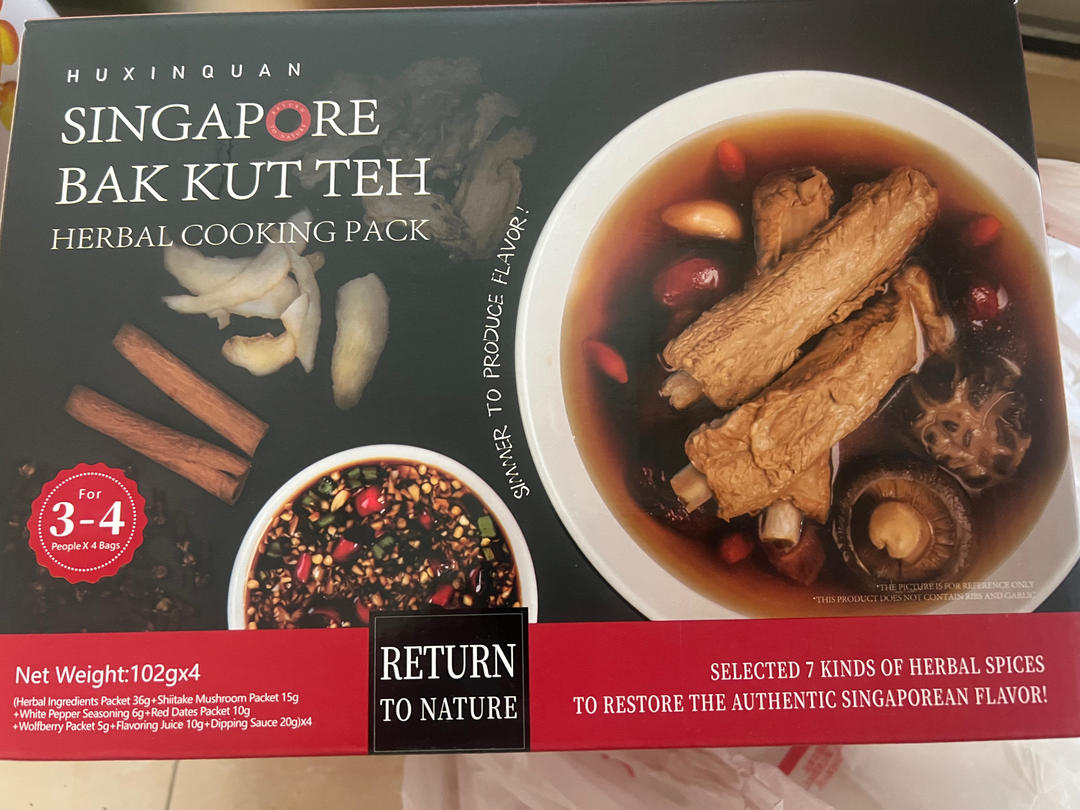 HUXINQUAN
SINGAPORE
RETURN TO NATURE
BAK KUT TEH
HERBAL COOKING PACK
SIMMER TO PRODUCE FLAVOR!
For
3-4
People X 4 Bags
*THE PICTURE IS FOR REFERENCE ONLY
*THIS PRODUCT DOES NOT CONTAIN RIBS AND GARLIC
Net Weight:102gx4
(Herbal Ingredients Packet 36g+Shiitake Mushroom Packet 15g
+White Pepper Seasoning 6g+Red Dates Packet 10g
+Wolfberry Packet 5g+Flavoring Juice 10g+Dipping Sauce 20g)x4
RETURN
TO NATURE
SELECTED 7 KINDS OF HERBAL SPICES
TO RESTORE THE AUTHENTIC SINGAPOREAN FLAVOR!